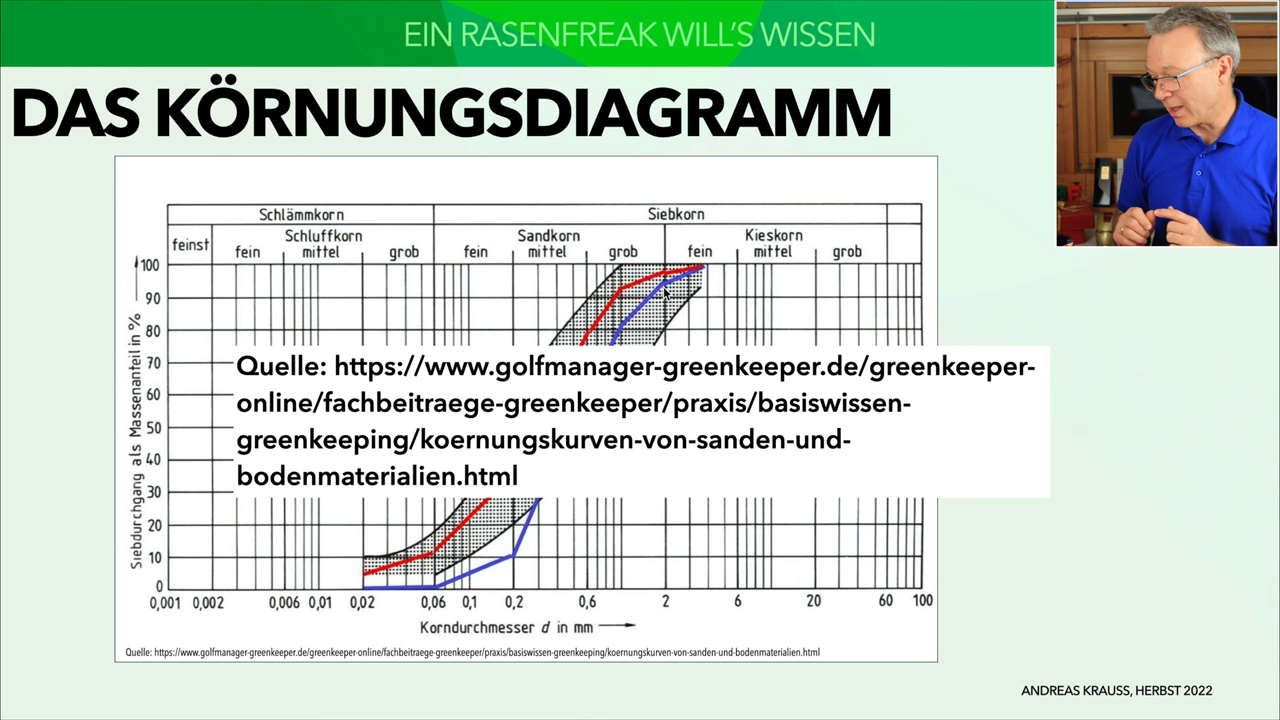 EIN RASENFREAK WILL'S WISSEN
DAS KÖRNUNGSDIAGRAMM
Schlämmkorn
Siebkorn
feinst
Schluffkorn
fein mittel grob
Sandkorn
fein mittel grob
Kieskorn
fein mittel grob
Siebdurchgang als Massenanteil in %
100
90
80
70
60
50
40
30
20
10
0
Quelle: https://www.golfmanager-greenkeeper.de/greenkeeper-
online/fachbeitraege-greenkeeper/praxis/basiswissen-
greenkeeping/koernungskurven-von-sanden-und-
bodenmaterialien.html
0,001 0,002 0,006 0,01 0,02 0,06 0,1 0,2 0,6 2 6 20 60 100
Korndurchmesser d in mm
Quelle: https://www.golfmanager-greenkeeper.de/greenkeeper-online/fachbeitraege-greenkeeper/praxis/basiswissen-greenkeeping/koernungskurven-von-sanden-und-bodenmaterialien.html
ANDREAS KRAUSS, HERBST 2022